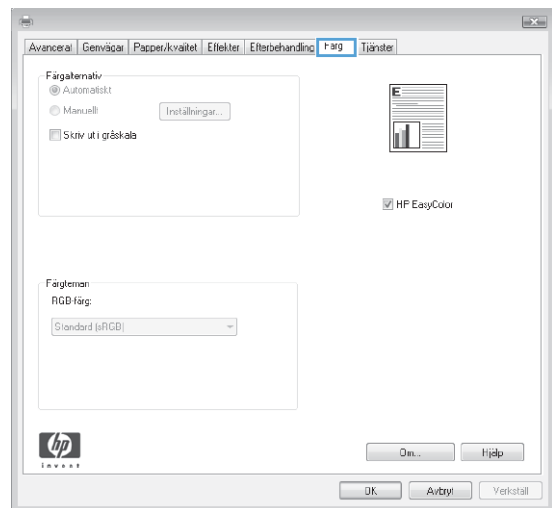 Avancerat Genvägar Papper/kvalitet Effekter Efterbehandling Färg Tjänster
Färgalternativ
Automatiskt
Manuellt Inställningar...
Skriv ut i gråskala
E
HP EasyColor
Färgteman
RGB-färg:
Standard (sRGB)
hp
invent
Om... Hjälp
OK Avbryt Verkställ